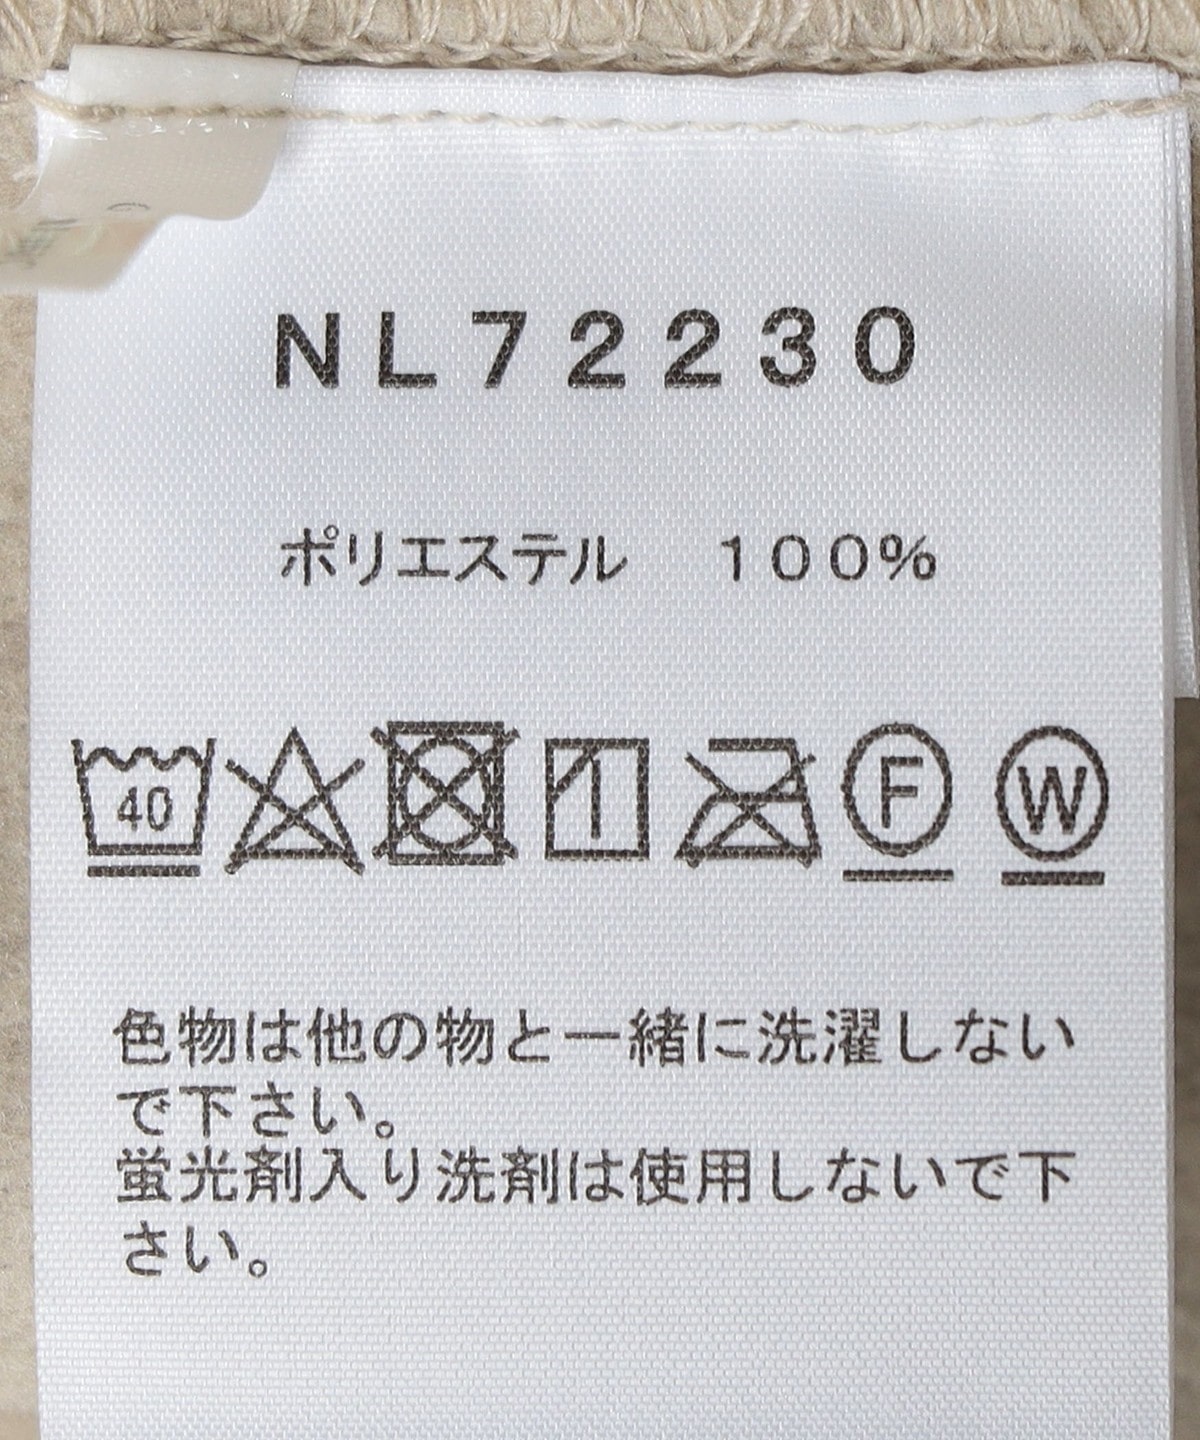 NL72230
ポリエステル 100%
40 F W
色物は他の物と一緒に洗濯しない
で下さい。
蛍光剤入り洗剤は使用しないで下
さい。